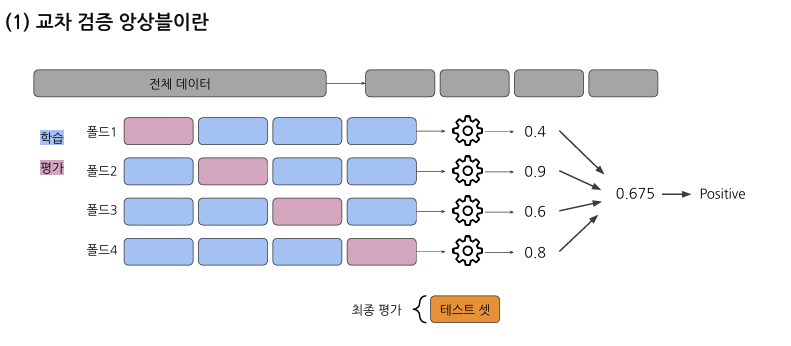 (1) 교차 검증 앙상블이란
전체 데이터
학습
평가
폴드1
0.4
폴드2
0.9
폴드3
0.6
폴드4
0.8
0.675
Positive
최종 평가
테스트 셋